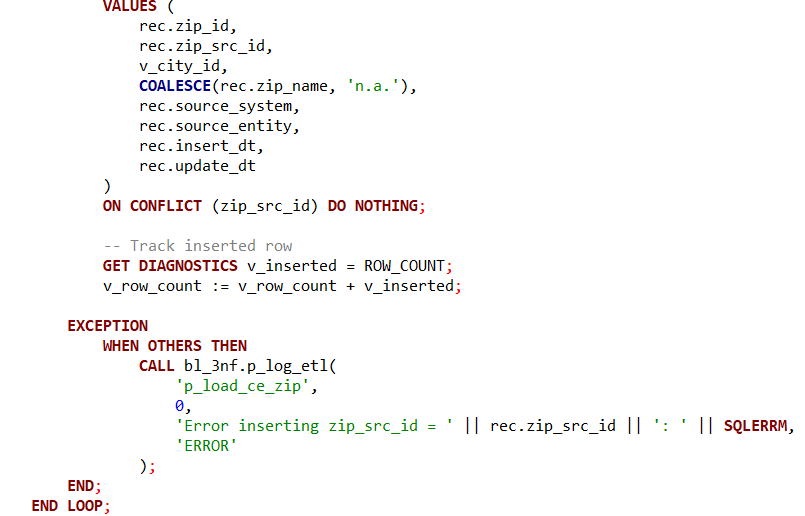 VALUES (
rec.zip_id,
rec.zip_src_id,
v_city_id,
COALESCE(rec.zip_name, 'n.a.'),
rec.source_system,
rec.source_entity,
rec.insert_dt,
rec.update_dt
)
ON CONFLICT (zip_src_id) DO NOTHING;
-- Track inserted row
GET DIAGNOSTICS v_inserted = ROW_COUNT;
v_row_count := v_row_count + v_inserted;
EXCEPTION
WHEN OTHERS THEN
CALL bl_3nf.p_log_etl(
'p_load_ce_zip',
0,
'Error inserting zip_src_id = ' || rec.zip_src_id || ': ' || SQLERRM,
'ERROR'
);
END;
END LOOP;